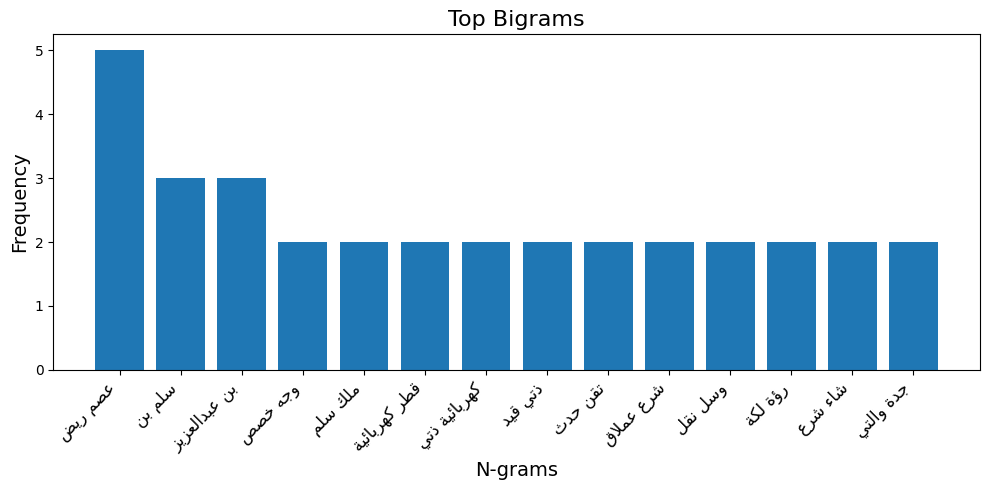 Top Bigrams
Frequency
5
4
3
2
1
0
عصم ريض
سلم بن
بن عبدالعزيز
وجه خصص
ملك سلم
قطر كهربائية
كهربائية ذتي
ذتي قيد
تقن حدث
شرع عملاق
وسل نقل
رؤة لكة
شاء شرع
جدة والتي
N-grams